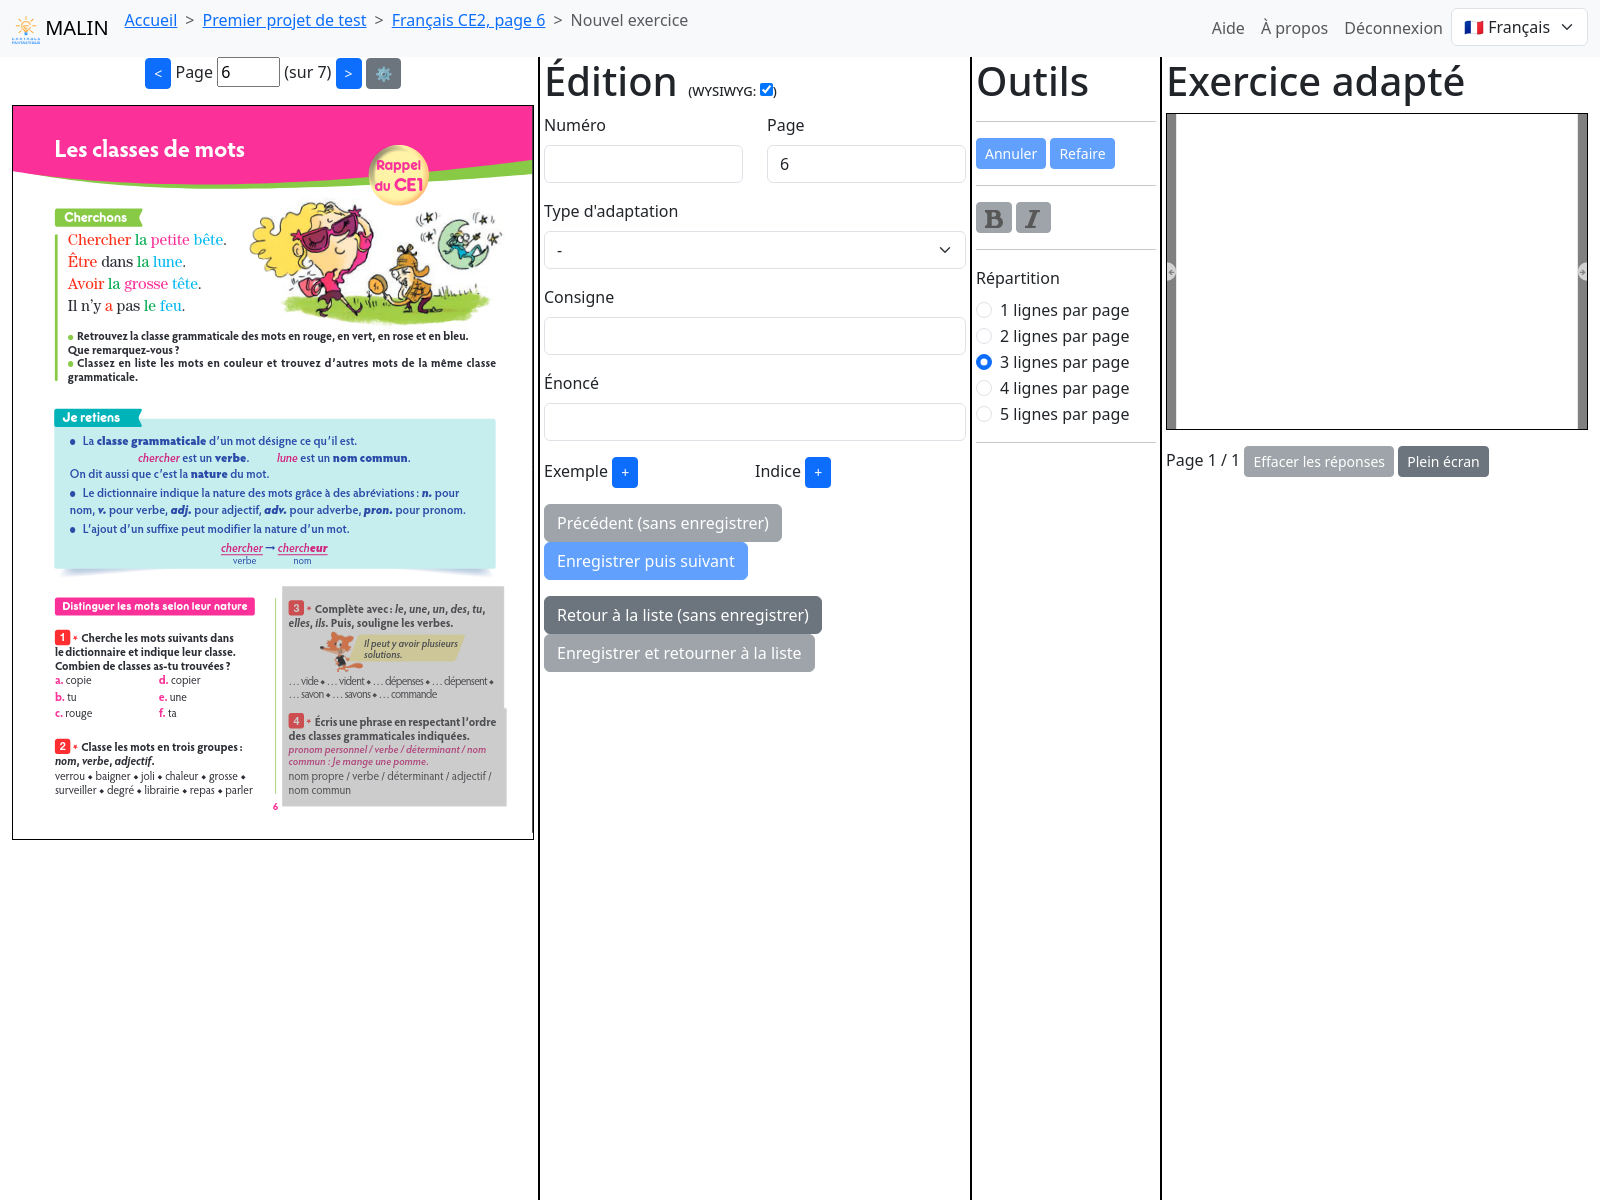 MALIN Accueil > Premier projet de test > Français CE2, page 6 > Nouvel exercice Aide À propos Déconnexion 🇫🇷 Français
< Page 6 (sur 7) > ⚙️
Les classes de mots
Rappel
du CE1
Cherchons
Chercher la petite bête.
Être dans la lune.
Avoir la grosse tête.
Il n'y a pas le feu.
• Retrouvez la classe grammaticale des mots en rouge, en vert, en rose et en bleu.
Que remarquez-vous ?
• Classez en liste les mots en couleur et trouvez d'autres mots de la même classe
grammaticale.
Je retiens
• La classe grammaticale d'un mot désigne ce qu'il est.
chercher est un verbe. lune est un nom commun.
On dit aussi que c'est la nature du mot.
• Le dictionnaire indique la nature des mots grâce à des abréviations : n. pour
nom, v. pour verbe, adj. pour adjectif, adv. pour adverbe, pron. pour pronom.
• L'ajout d'un suffixe peut modifier la nature d'un mot.
chercher → chercheur
verbe nom
Distinguer les mots selon leur nature
1 * Cherche les mots suivants dans
le dictionnaire et indique leur classe.
Combien de classes as-tu trouvées ?
a. copie d. copier
b. tu e. une
c. rouge f. ta
2 * Classe les mots en trois groupes :
nom, verbe, adjectif.
verrou ◆ baigner ◆ joli ◆ chaleur ◆ grosse ◆
surveiller ◆ degré ◆ librairie ◆ repas ◆ parler
3 * Complète avec : le, une, un, des, tu,
elles, ils. Puis, souligne les verbes.
Il peut y avoir plusieurs
solutions.
… vide ◆ … vident ◆ … dépenses ◆ … dépensent ◆
… savon ◆ … savons ◆ … commande
4 * Écris une phrase en respectant l'ordre
des classes grammaticales indiquées.
pronom personnel / verbe / déterminant / nom
commun : Je mange une pomme.
nom propre / verbe / déterminant / adjectif /
nom commun
6
Édition (WYSIWYG: )
Numéro Page
6
Type d'adaptation
-
Consigne
Énoncé
Exemple + Indice +
Précédent (sans enregistrer)
Enregistrer puis suivant
Retour à la liste (sans enregistrer)
Enregistrer et retourner à la liste
Outils
Annuler Refaire
B I
Répartition
1 lignes par page
2 lignes par page
3 lignes par page
4 lignes par page
5 lignes par page
Exercice adapté
Page 1 / 1 Effacer les réponses Plein écran